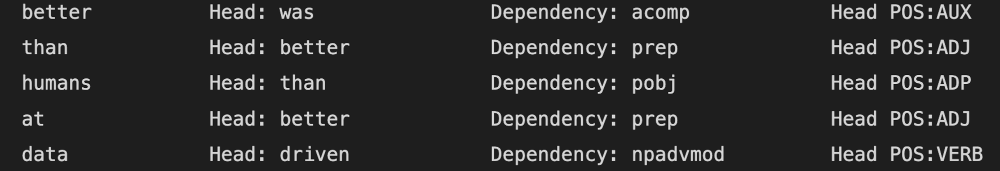 better Head: was Dependency: acomp Head POS:AUX
than Head: better Dependency: prep Head POS:ADJ
humans Head: than Dependency: pobj Head POS:ADP
at Head: better Dependency: prep Head POS:ADJ
data Head: driven Dependency: npadvmod Head POS:VERB